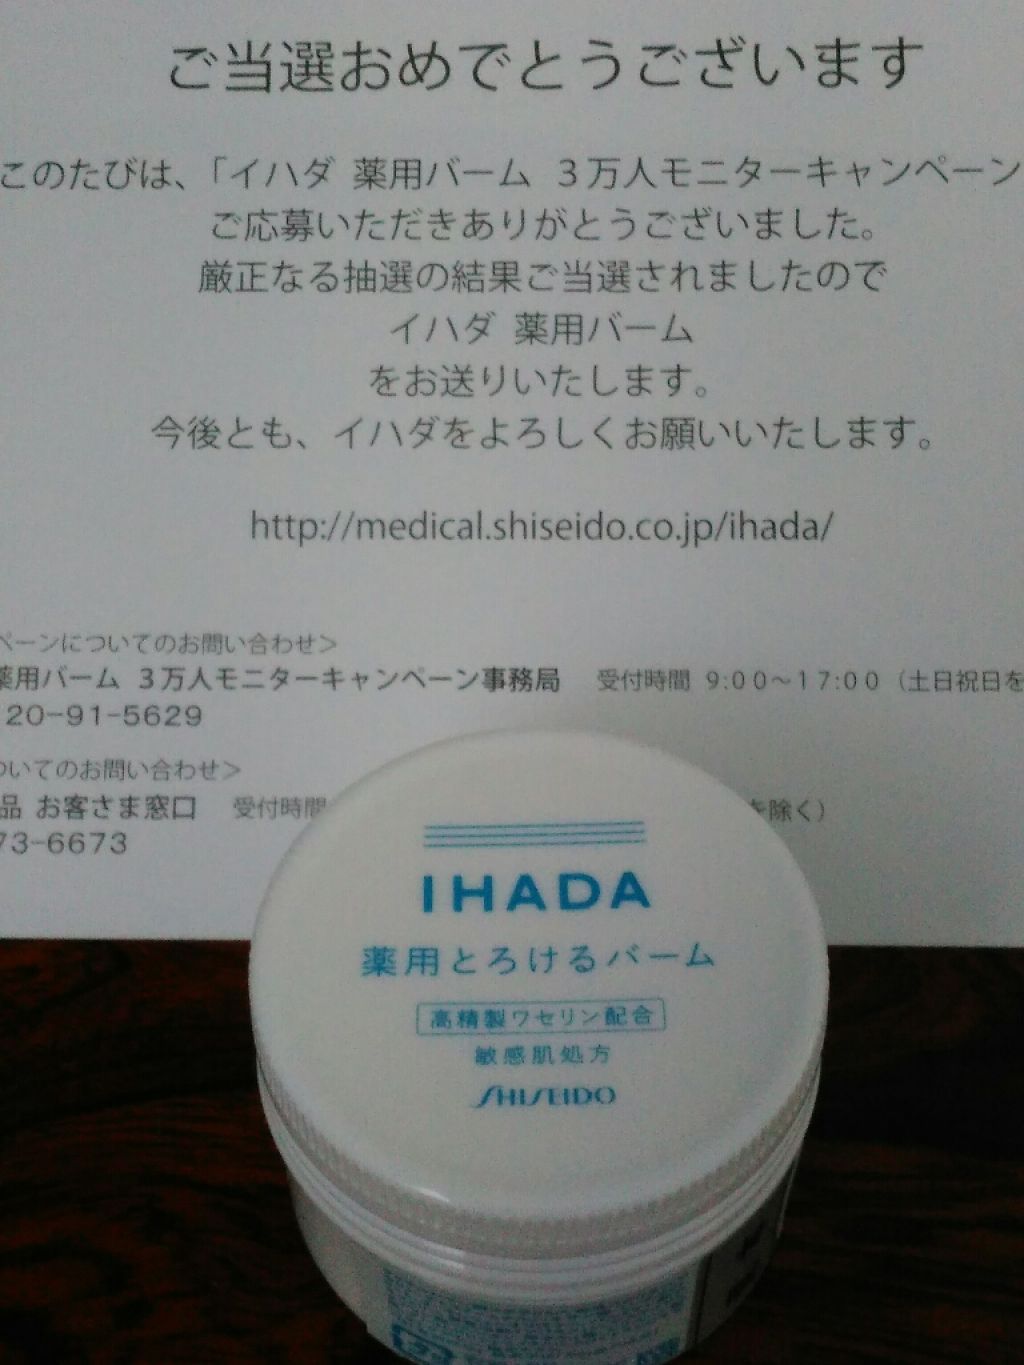 ご当選おめでとうございます
このたびは、「イハダ 薬用バーム 3万人モニターキャンペーン
ご応募いただきありがとうございました。
厳正なる抽選の結果ご当選されましたので
イハダ 薬用バーム
をお送りいたします。
今後とも、イハダをよろしくお願いいたします。
http://medical.shiseido.co.jp/ihada/
ペーンについてのお問い合わせ＞
薬用バーム 3万人モニターキャンペーン事務局 受付時間 9:00～17:00（土日祝日を
20-91-5629
ついてのお問い合わせ＞
品 お客さま窓口 受付時間 を除く）
73-6673
IHADA
薬用とろけるバーム
高精製ワセリン配合
敏感肌処方
SHISEIDO